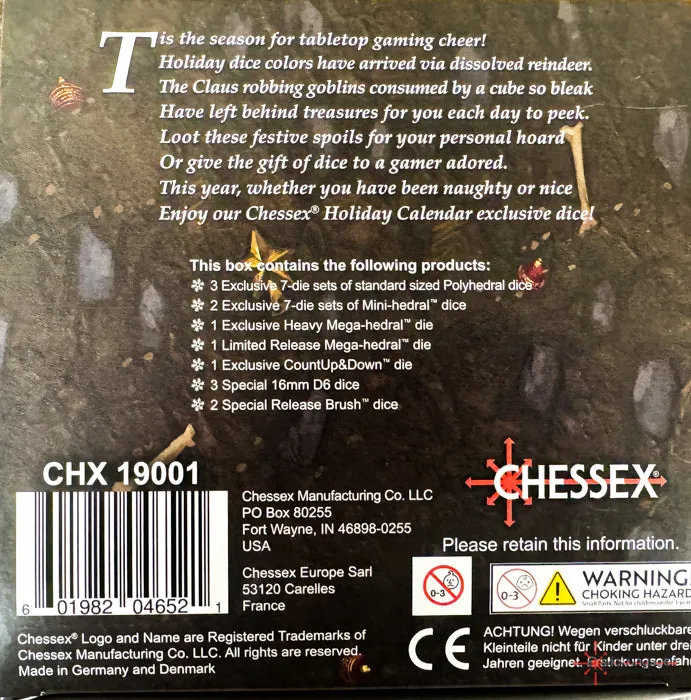 Tis the season for tabletop gaming cheer!
Holiday dice colors have arrived via dissolved reindeer.
The Claus robbing goblins consumed by a cube so bleak
Have left behind treasures for you each day to peek.
Loot these festive spoils for your personal hoard
Or give the gift of dice to a gamer adored.
This year, whether you have been naughty or nice
Enjoy our Chessex® Holiday Calendar exclusive dice!
This box contains the following products:
3 Exclusive 7-die sets of standard sized Polyhedral dice
2 Exclusive 7-die sets of Mini-hedral™ dice
1 Exclusive Heavy Mega-hedral™ die
1 Limited Release Mega-hedral™ die
1 Exclusive CountUp&Down™ die
3 Special 16mm D6 dice
2 Special Release Brush™ dice
CHX 19001
6 01982 04652 1
Chessex Manufacturing Co. LLC
PO Box 80255
Fort Wayne, IN 46898-0255
USA
Chessex Europe Sarl
53120 Carelles
France
CHESSEX®
Please retain this information.
0-3
0-3
WARNING:
CHOKING HAZARD
Small Parts. Not for children under 3
Chessex® Logo and Name are Registered Trademarks of
Chessex Manufacturing Co. LLC. All rights are reserved.
Made in Germany and Denmark
CE
ACHTUNG! Wegen verschluckbare
Kleinteile nicht für Kinder unter drei
Jahren geeignet. Erstickungsgefahr